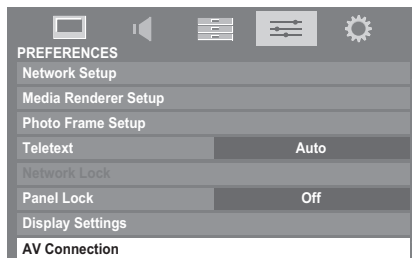 PREFERENCES
Network Setup
Media Renderer Setup
Photo Frame Setup
Teletext Auto
Network Lock
Panel Lock Off
Display Settings
AV Connection